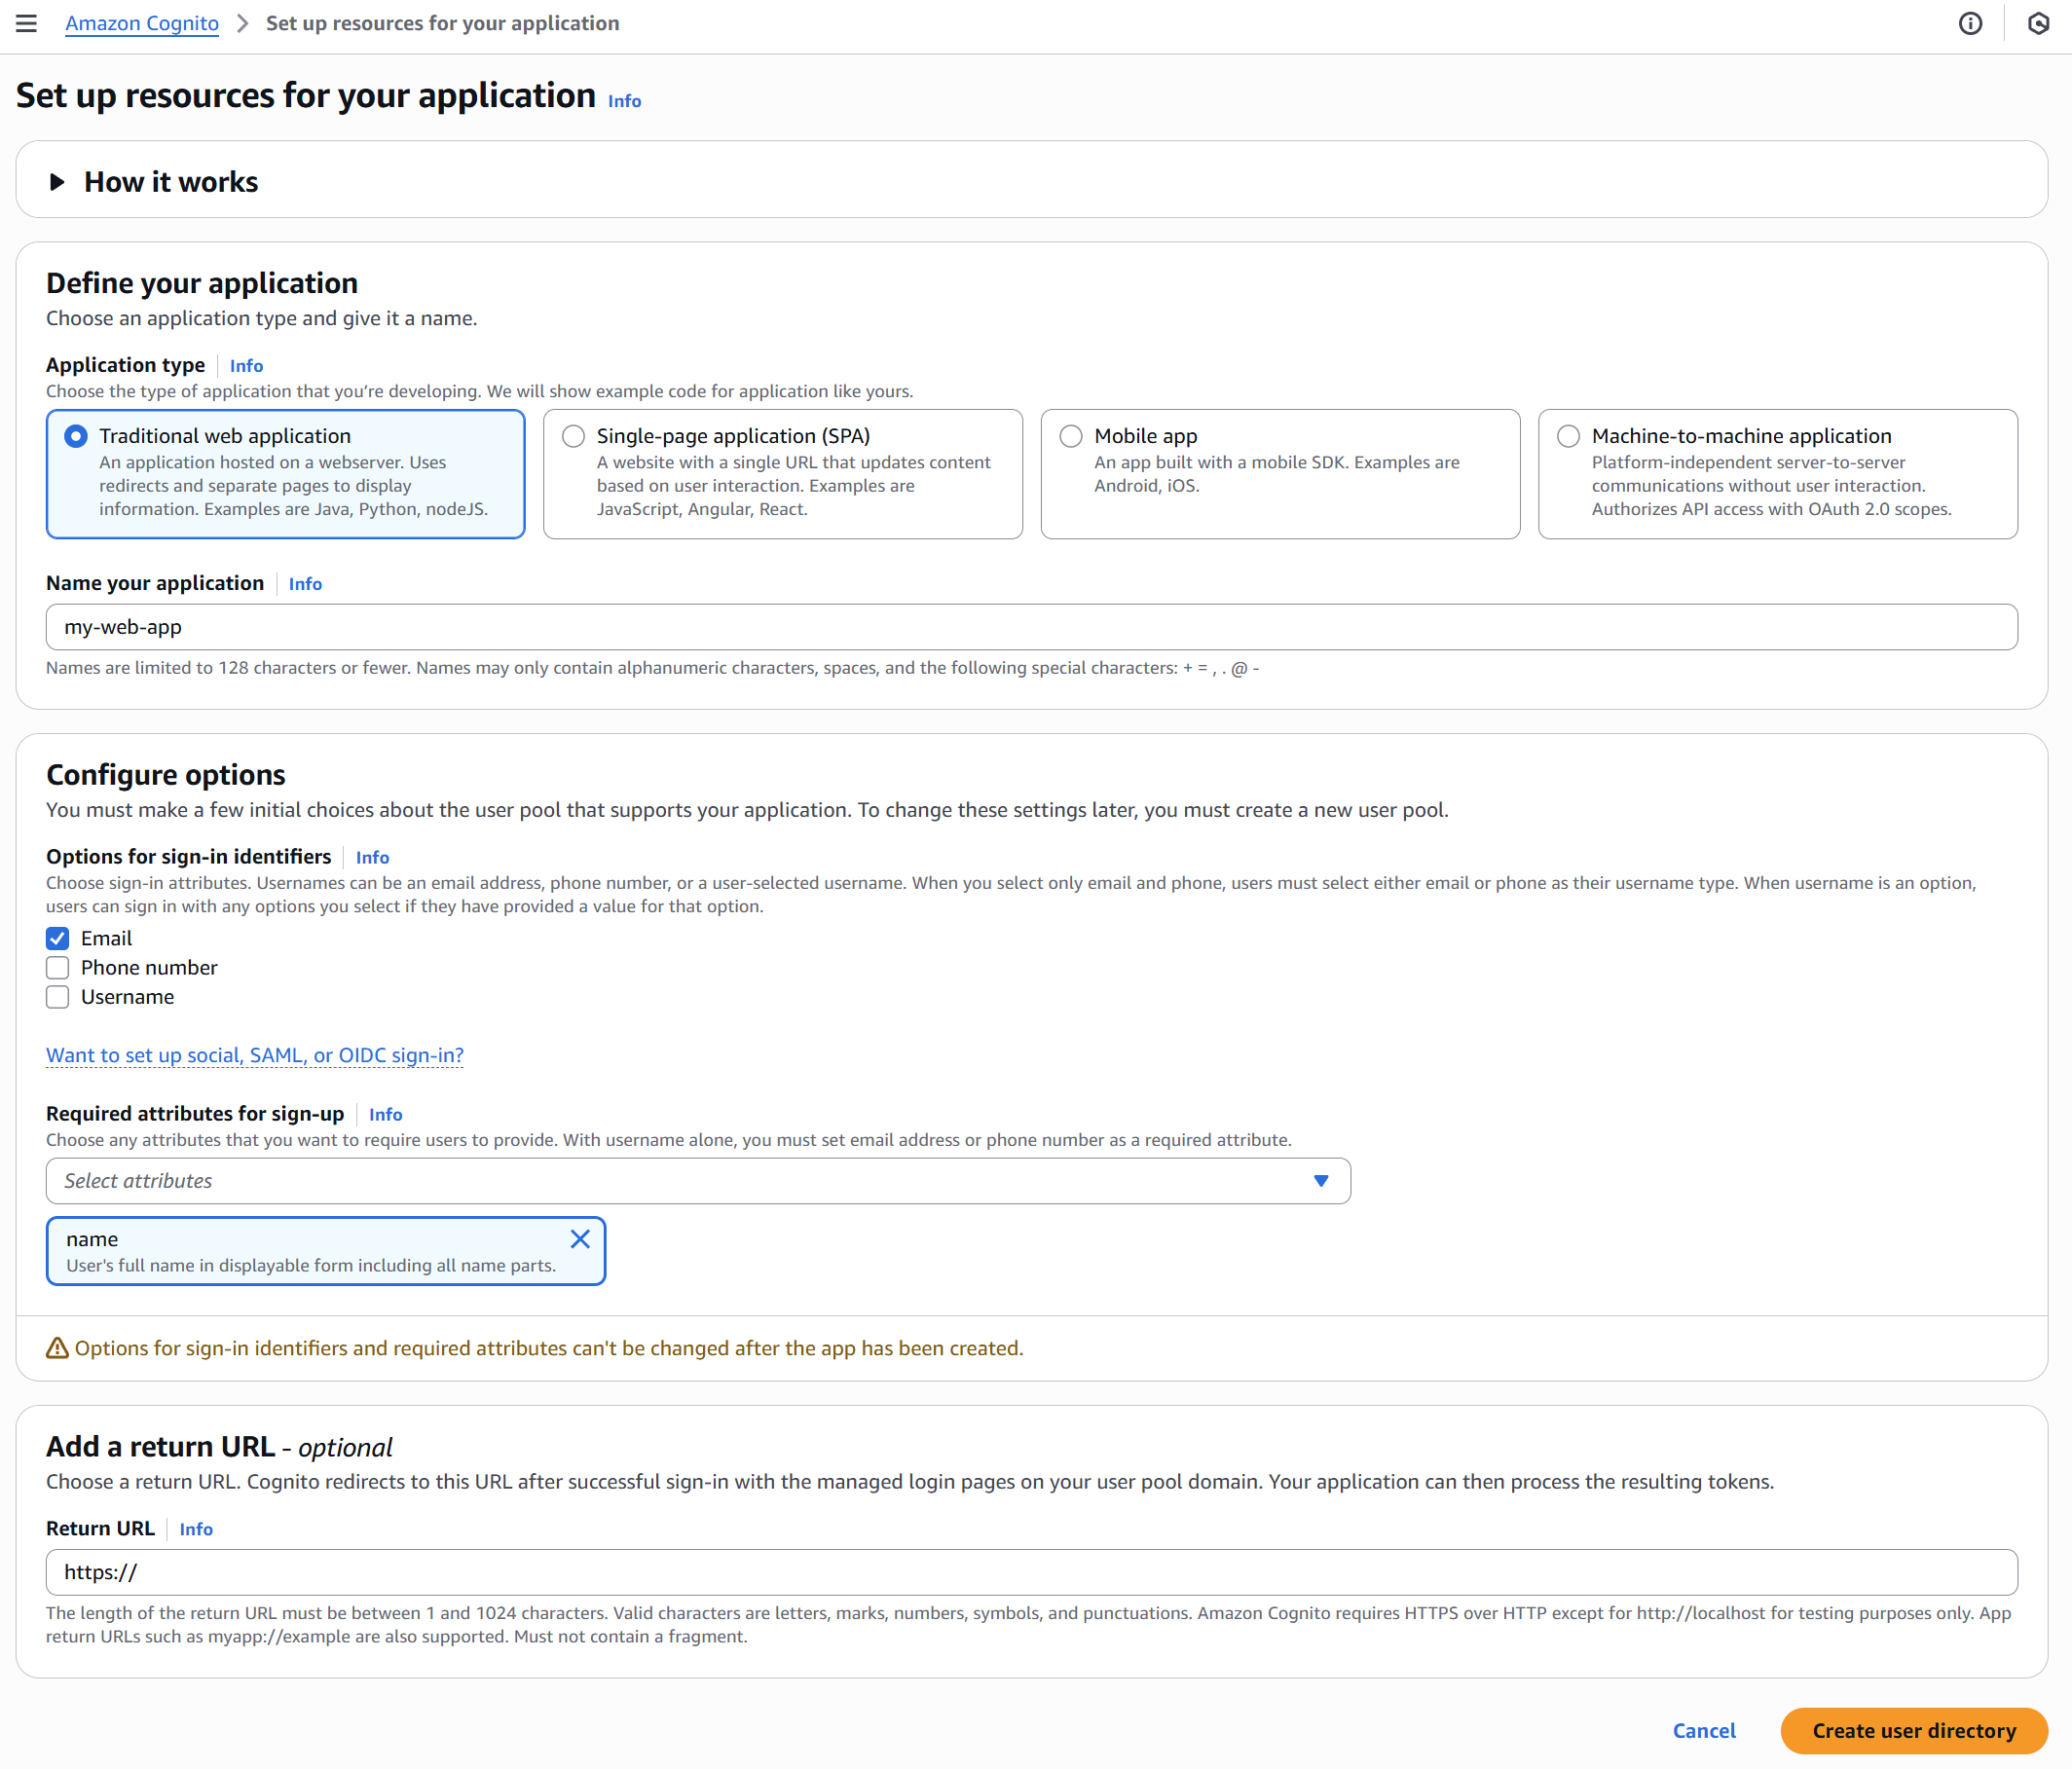 Amazon Cognito > Set up resources for your application
Set up resources for your application Info
How it works
Define your application
Choose an application type and give it a name.
Application type Info
Choose the type of application that you’re developing. We will show example code for application like yours.
Traditional web application
An application hosted on a webserver. Uses
redirects and separate pages to display
information. Examples are Java, Python, nodeJS.
Single-page application (SPA)
A website with a single URL that updates content
based on user interaction. Examples are
JavaScript, Angular, React.
Mobile app
An app built with a mobile SDK. Examples are
Android, iOS.
Machine-to-machine application
Platform-independent server-to-server
communications without user interaction.
Authorizes API access with OAuth 2.0 scopes.
Name your application Info
my-web-app
Names are limited to 128 characters or fewer. Names may only contain alphanumeric characters, spaces, and the following special characters: + = , . @ -
Configure options
You must make a few initial choices about the user pool that supports your application. To change these settings later, you must create a new user pool.
Options for sign-in identifiers Info
Choose sign-in attributes. Usernames can be an email address, phone number, or a user-selected username. When you select only email and phone, users must select either email or phone as their username type. When username is an option,
users can sign in with any options you select if they have provided a value for that option.
Email
Phone number
Username
Want to set up social, SAML, or OIDC sign-in?
Required attributes for sign-up Info
Choose any attributes that you want to require users to provide. With username alone, you must set email address or phone number as a required attribute.
Select attributes
name
User's full name in displayable form including all name parts.
Options for sign-in identifiers and required attributes can't be changed after the app has been created.
Add a return URL - optional
Choose a return URL. Cognito redirects to this URL after successful sign-in with the managed login pages on your user pool domain. Your application can then process the resulting tokens.
Return URL Info
https://
The length of the return URL must be between 1 and 1024 characters. Valid characters are letters, marks, numbers, symbols, and punctuations. Amazon Cognito requires HTTPS over HTTP except for http://localhost for testing purposes only. App
return URLs such as myapp://example are also supported. Must not contain a fragment.
Cancel
Create user directory